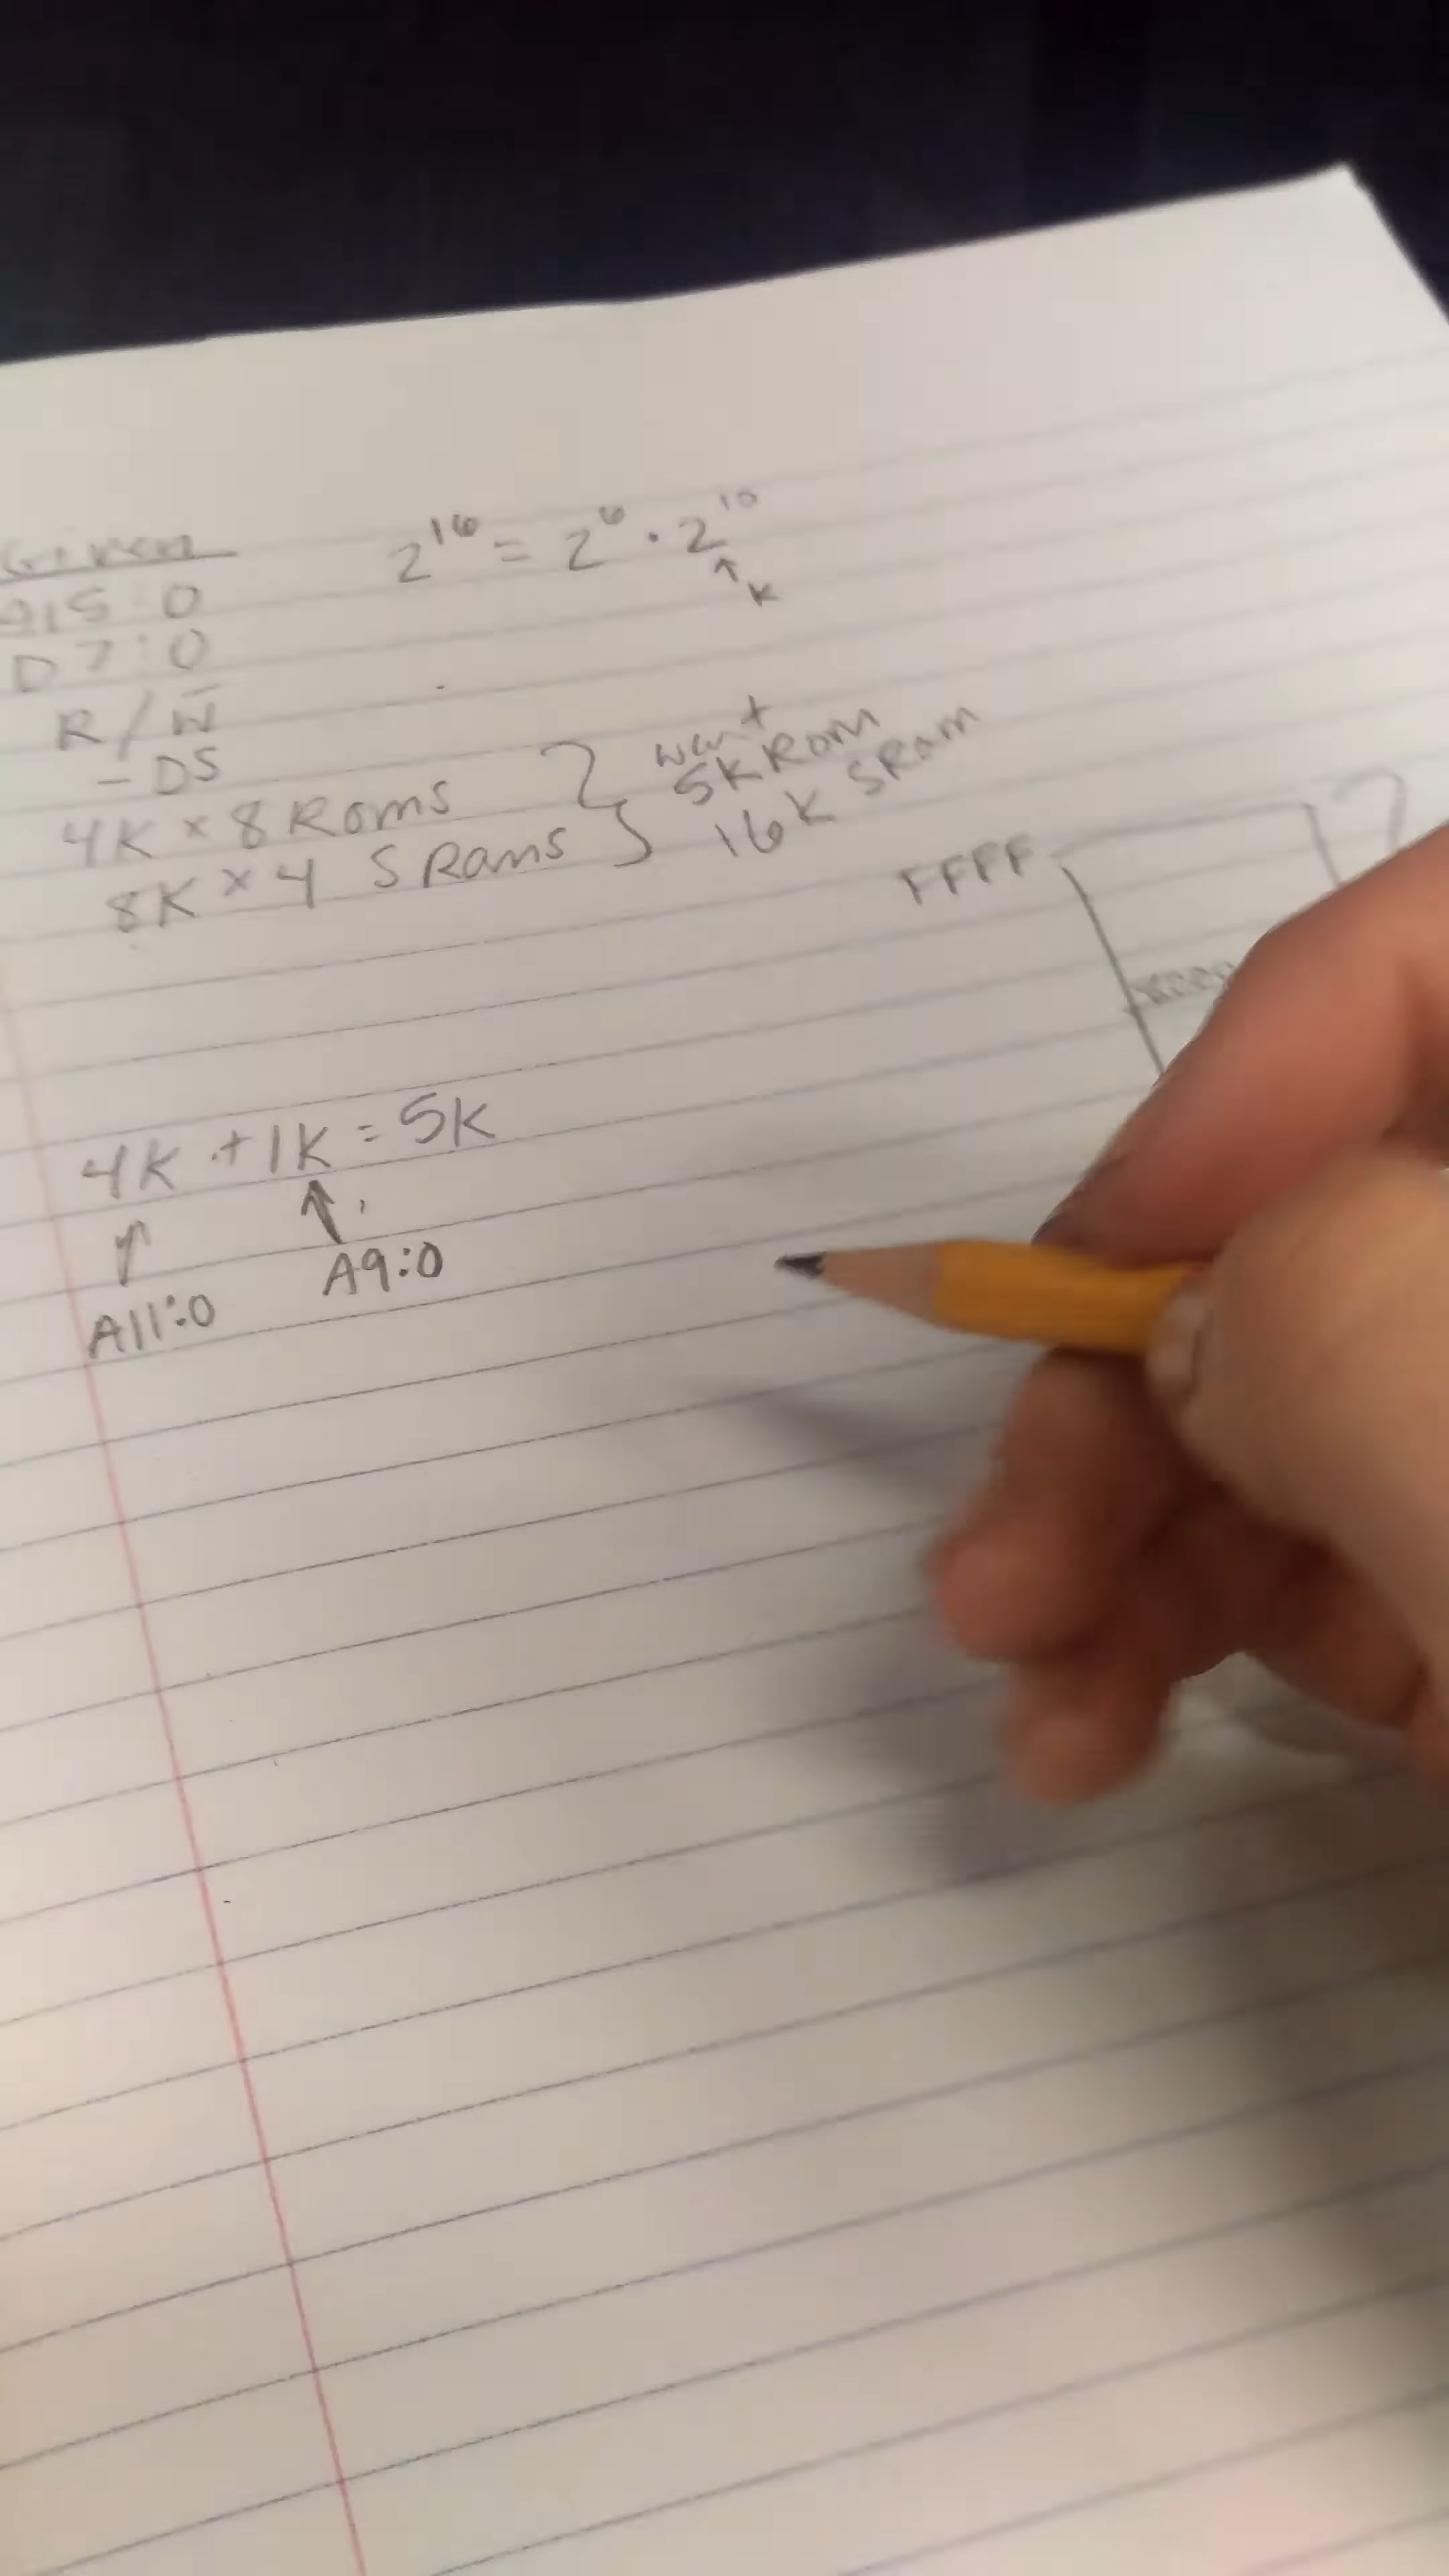 Given
A15:0
D7:0
R/W̅
-DS
4K × 8 Roms
8K × 4 SRams
2^16 = 2^6 · 2^10
↑
K
want
5K Rom
16K SRam
FFFF
4K + 1K = 5K
↑ ↑
A11:0 A9:0